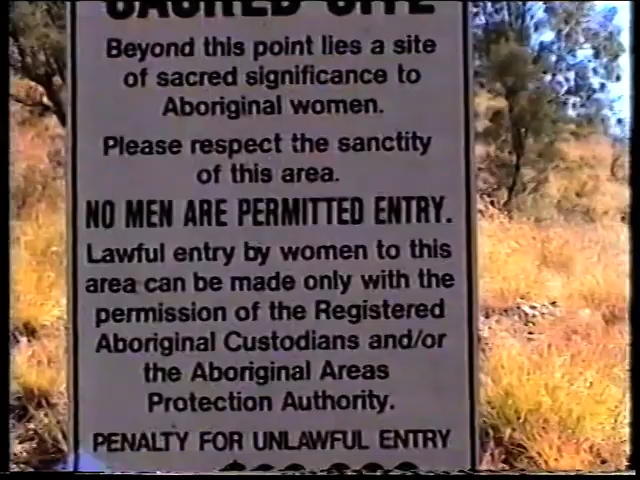 SACRED SITE
Beyond this point lies a site
of sacred significance to
Aboriginal women.
Please respect the sanctity
of this area.
NO MEN ARE PERMITTED ENTRY.
Lawful entry by women to this
area can be made only with the
permission of the Registered
Aboriginal Custodians and/or
the Aboriginal Areas
Protection Authority.
PENALTY FOR UNLAWFUL ENTRY